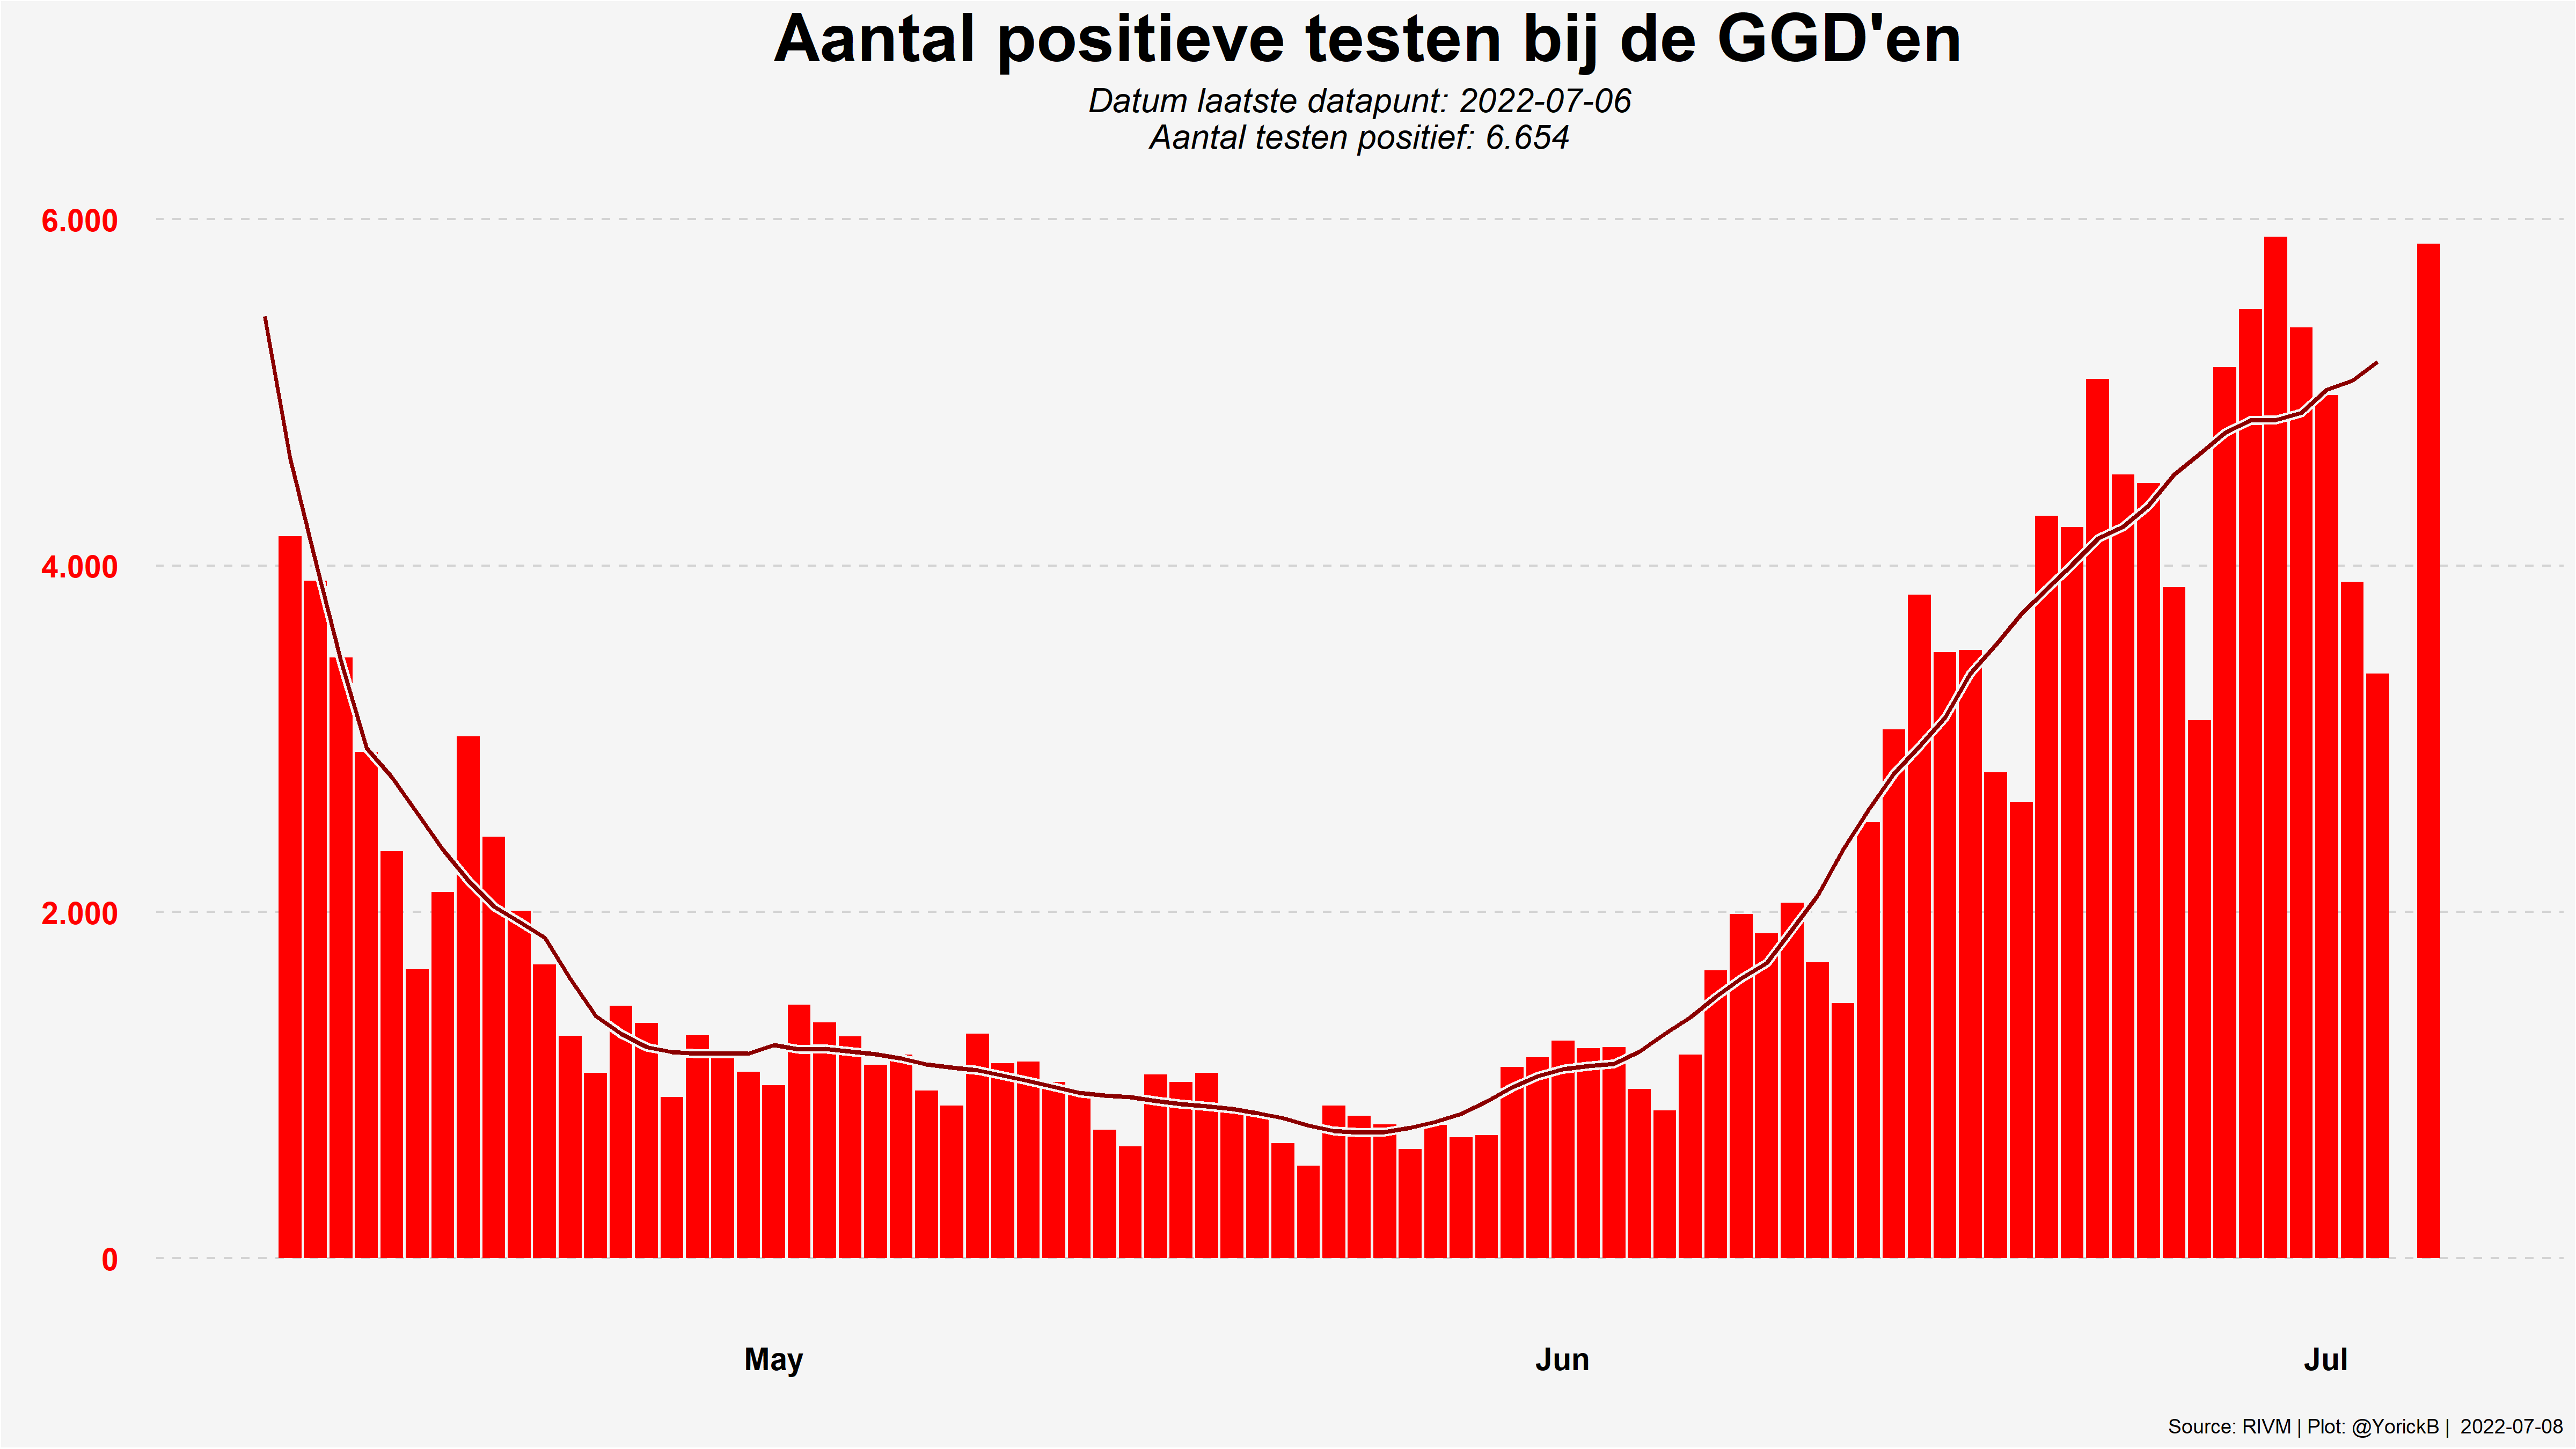 Aantal positieve testen bij de GGD'en
Datum laatste datapunt: 2022-07-06
Aantal testen positief: 6.654
6.000
4.000
2.000
0
May Jun Jul
Source: RIVM | Plot: @YorickB | 2022-07-08